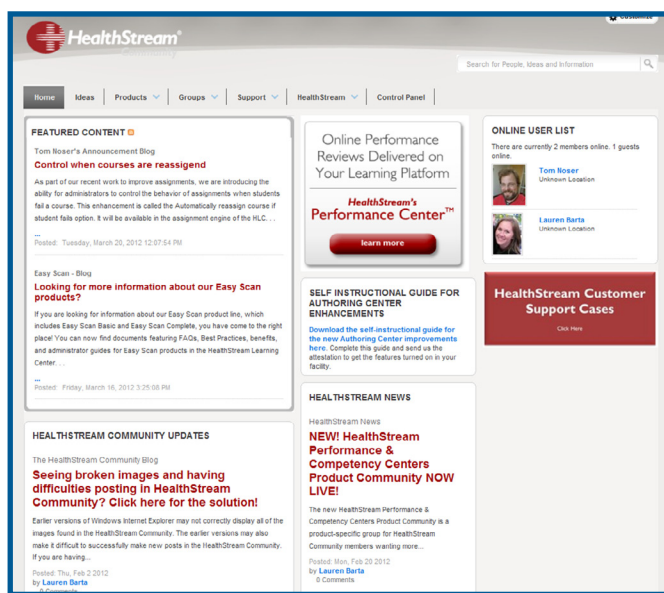 Customize
HealthStream®
Community
Search for People, Ideas and Information
Home
Ideas
Products
Groups
Support
HealthStream
Control Panel
FEATURED CONTENT
Tom Noser's Announcement Blog
Control when courses are reassigend
As part of our recent work to improve assignments, we are introducing the
ability for administrators to control the behavior of assignments when students
fail a course. This enhancement is called the Automatically reassign course if
student fails option. It will be available in the assignment engine of the HLC. . .
...
Posted: Tuesday, March 20, 2012 12:07:54 PM
Easy Scan - Blog
Looking for more information about our Easy Scan
products?
If you are looking for information about our Easy Scan product line, which
includes Easy Scan Basic and Easy Scan Complete, you have come to the right
place! You can now find documents featuring FAQs, Best Practices, benefits,
and administrator guides for Easy Scan products in the HealthStream Learning
Center. . .
...
Posted: Friday, March 16, 2012 3:25:08 PM
HEALTHSTREAM COMMUNITY UPDATES
The HealthStream Community Blog
Seeing broken images and having
difficulties posting in HealthStream
Community? Click here for the solution!
Earlier versions of Windows Internet Explorer may not correctly display all of the
images found in the HealthStream Community. The earlier versions may also
make it difficult to successfully make new posts in the HealthStream Community.
If you are having...
Posted: Thu, Feb 2 2012
by Lauren Barta
0 Comments
Online Performance
Reviews Delivered on
Your Learning Platform
HealthStream's
Performance Center™
learn more
SELF INSTRUCTIONAL GUIDE FOR
AUTHORING CENTER
ENHANCEMENTS
Download the self-instructional guide for
the new Authoring Center improvements
here. Complete this guide and send us the
attestation to get the features turned on in your
facility.
HEALTHSTREAM NEWS
HealthStream News
NEW! HealthStream
Performance &
Competency Centers
Product Community NOW
LIVE!
The new HealthStream Performance &
Competency Centers Product Community is a
product-specific group for HealthStream
Community members wanting more...
Posted: Mon, Feb 20 2012
by Lauren Barta
0 Comments
ONLINE USER LIST
There are currently 2 members online. 1 guests
online.
Tom Noser
Unknown Location
Lauren Barta
Unknown Location
HealthStream Customer
Support Cases
Click Here